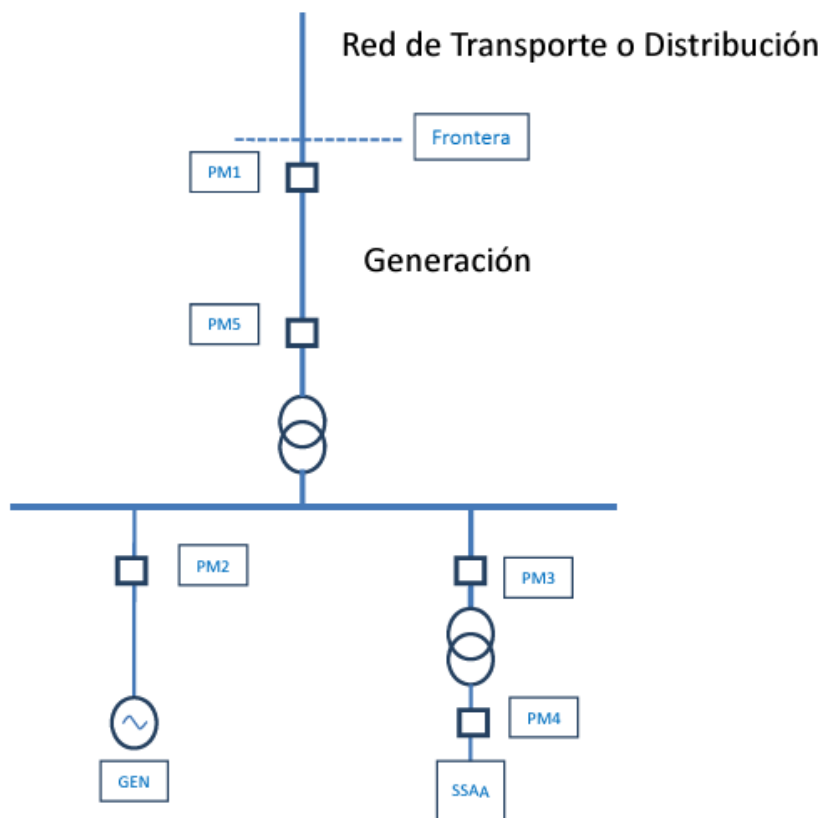 Red de Transporte o Distribución
Frontera
PM1
Generación
PM5
PM2
PM3
PM4
GEN
SSAA